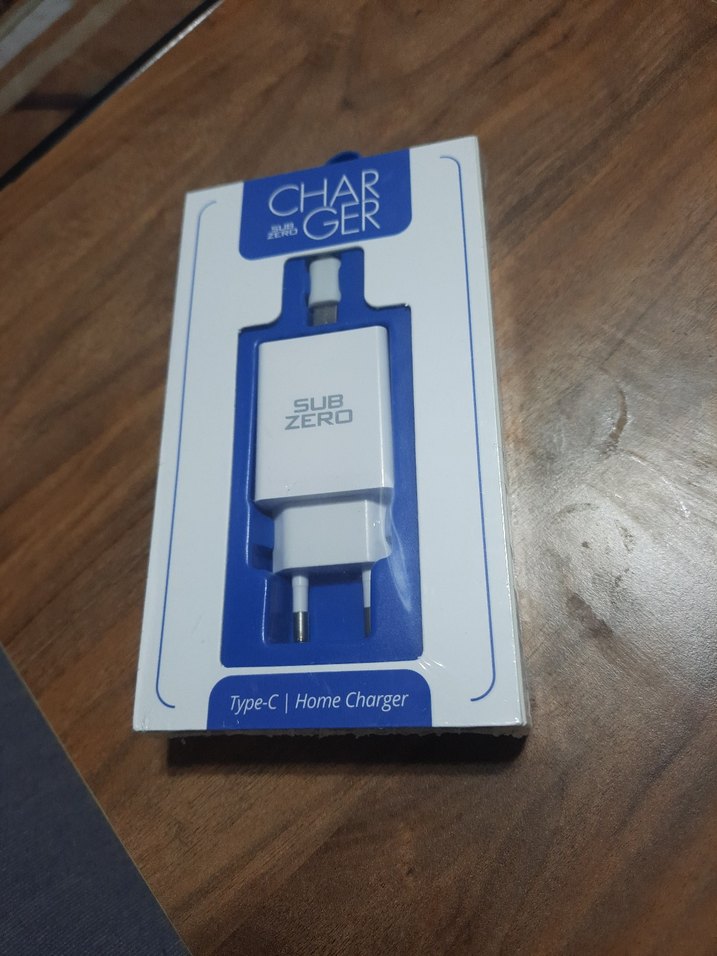 CHAR
SUB
ZERO GER
SUB
ZERO
Type-C | Home Charger